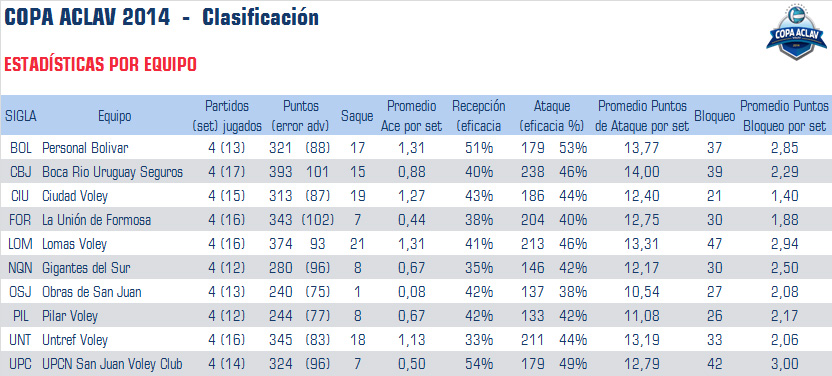 COPA ACLAV 2014 - Clasificación
COPA ACLAV
ESTADÍSTICAS POR EQUIPO
SIGLA Equipo Partidos (set) jugados Puntos (error adv) Saque Promedio Ace por set Recepción (eficacia Ataque (eficacia %) Promedio Puntos de Ataque por set Bloqueo Promedio Puntos Bloqueo por set
BOL Personal Bolivar 4 (13) 321 (88) 17 1,31 51% 179 53% 13,77 37 2,85
CBJ Boca Rio Uruguay Seguros 4 (17) 393 101 15 0,88 40% 238 46% 14,00 39 2,29
CIU Ciudad Voley 4 (15) 313 (87) 19 1,27 43% 186 44% 12,40 21 1,40
FOR La Unión de Formosa 4 (16) 343 (102) 7 0,44 38% 204 40% 12,75 30 1,88
LOM Lomas Voley 4 (16) 374 93 21 1,31 41% 213 46% 13,31 47 2,94
NQN Gigantes del Sur 4 (12) 280 (96) 8 0,67 35% 146 42% 12,17 30 2,50
OSJ Obras de San Juan 4 (13) 240 (75) 1 0,08 42% 137 38% 10,54 27 2,08
PIL Pilar Voley 4 (12) 244 (77) 8 0,67 42% 133 42% 11,08 26 2,17
UNT Untref Voley 4 (16) 345 (83) 18 1,13 33% 211 44% 13,19 33 2,06
UPC UPCN San Juan Voley Club 4 (14) 324 (96) 7 0,50 54% 179 49% 12,79 42 3,00